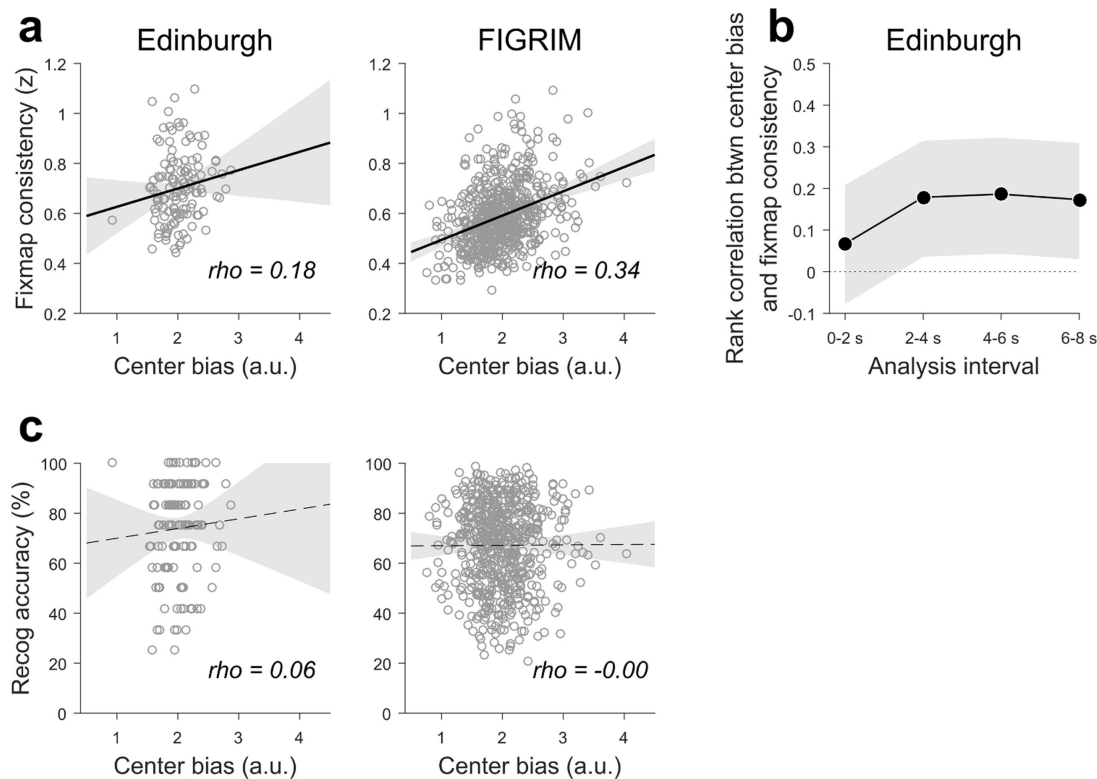 a
Edinburgh
FIGRIM
Fixmap consistency (z)
1.2
1
0.8
0.6
0.4
0.2
rho = 0.18
1
2
3
4
Center bias (a.u.)
1.2
1
0.8
0.6
0.4
0.2
rho = 0.34
1
2
3
4
Center bias (a.u.)
b
Edinburgh
Rank correlation btwn center bias
and fixmap consistency
0.5
0.4
0.3
0.2
0.1
0
-0.1
0-2 s
2-4 s
4-6 s
6-8 s
Analysis interval
c
Recog accuracy (%)
100
80
60
40
20
0
rho = 0.06
1
2
3
4
Center bias (a.u.)
100
80
60
40
20
0
rho = -0.00
1
2
3
4
Center bias (a.u.)